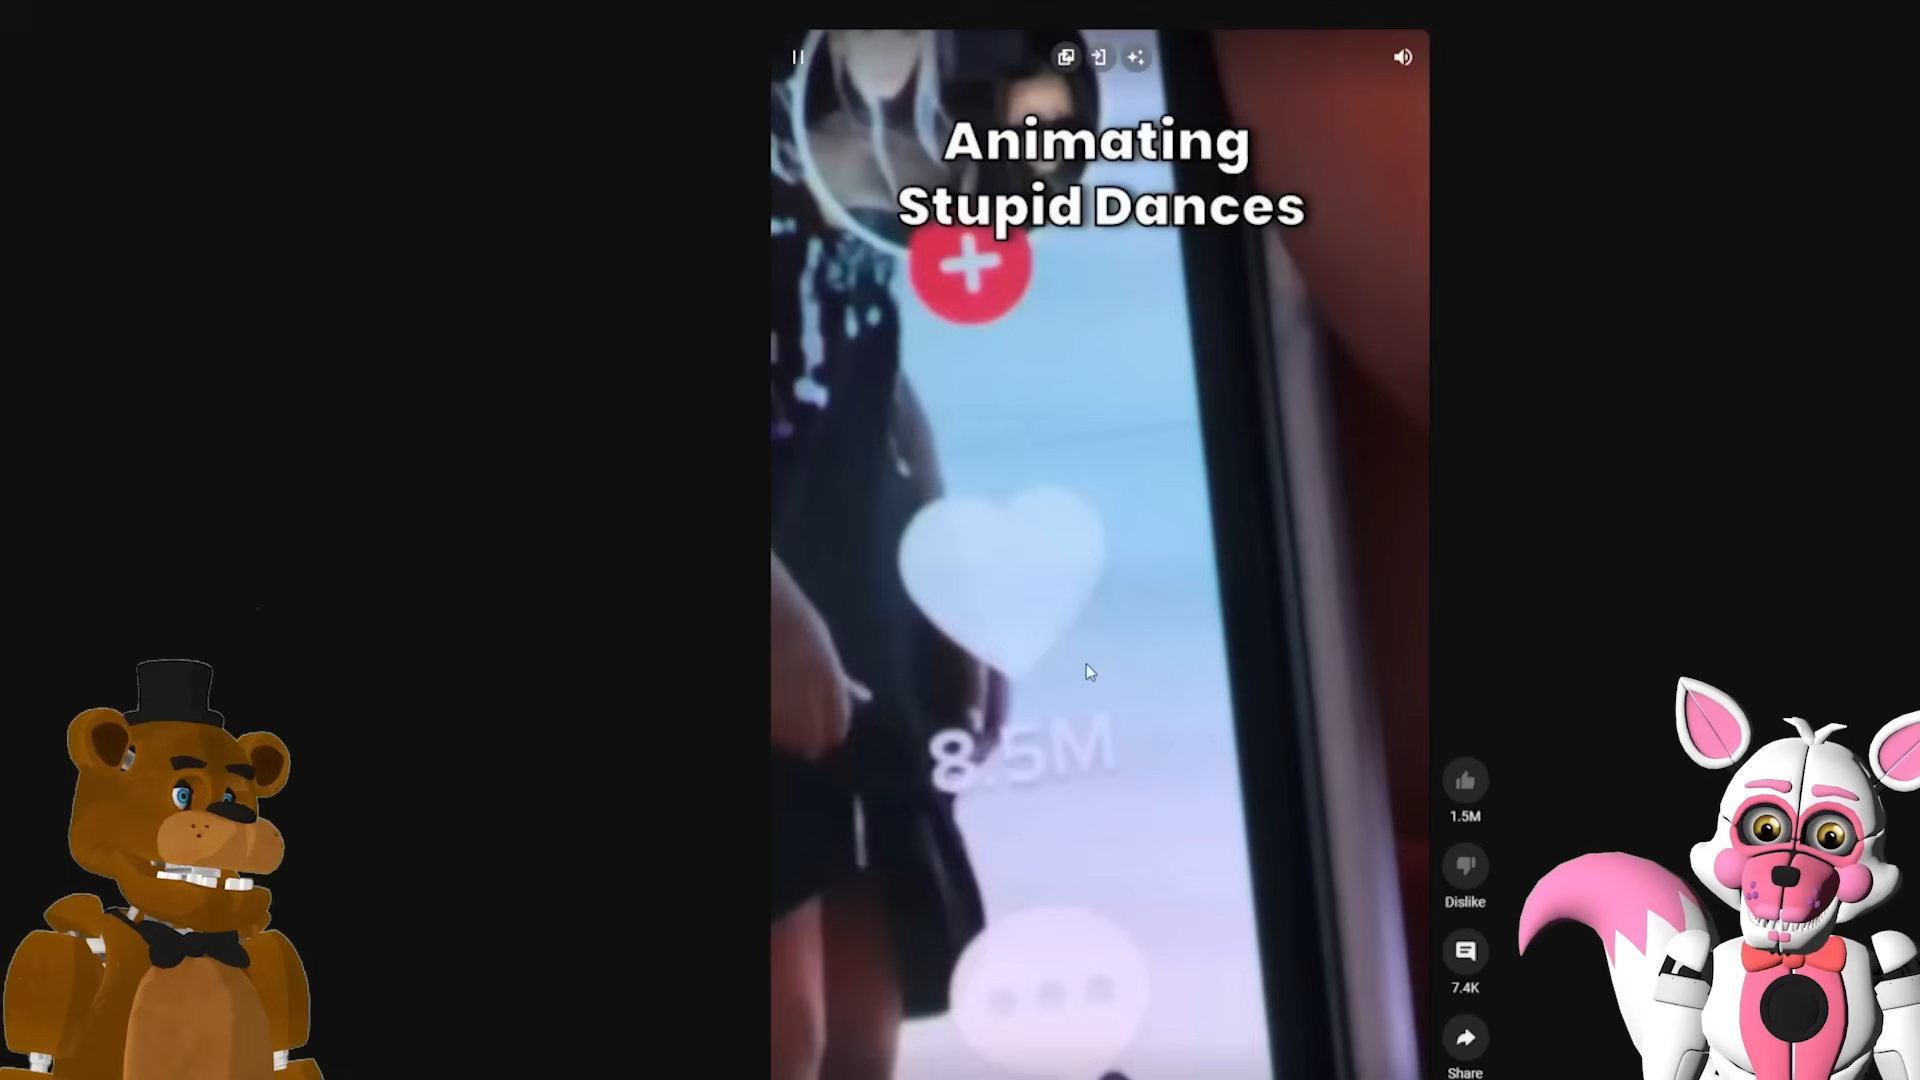 Animating
Stupid Dances
8.5M
1.5M
Dislike
7.4K
Share